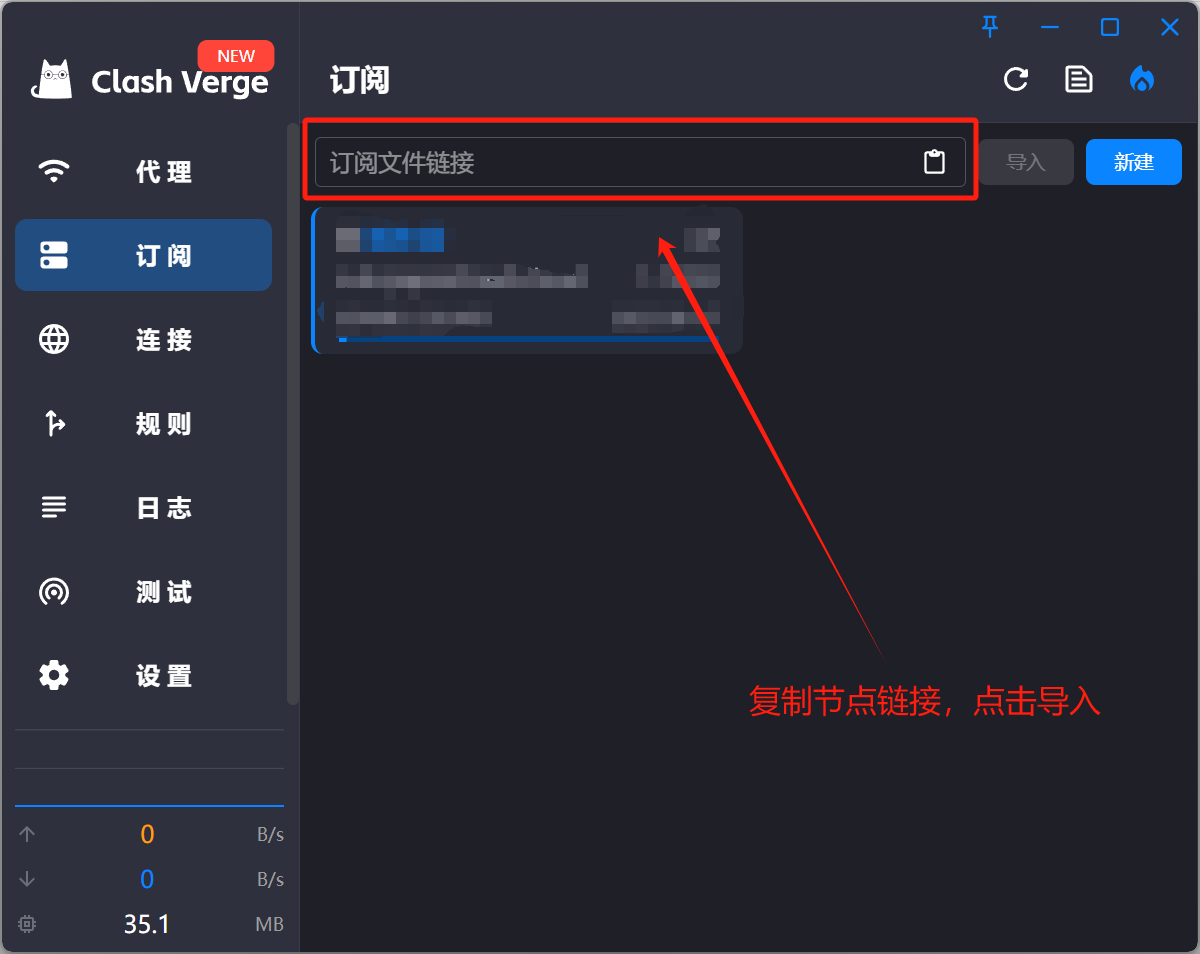 NEW
Clash Verge
订阅
代 理
订 阅
连 接
规 则
日 志
测 试
设 置
订阅文件链接
导入
新建
复制节点链接，点击导入
0 B/s
0 B/s
35.1 MB